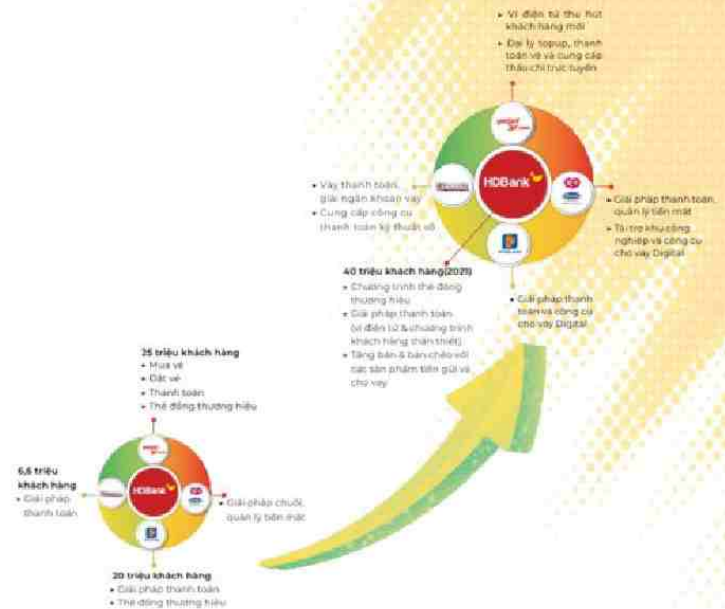 • Ví điện tử thu hút
khách hàng mới
• Đại lý topup, thanh
toán vé và cung cấp
thấu chi trực tuyến
HDBank
• Vay thanh toán,
giải ngân khoản vay
• Cung cấp công cụ
thanh toán kỹ thuật số
• Giải pháp thanh toán,
quản lý tiền mặt
• Tài trợ khu công
nghiệp và công cụ
cho vay Digital
40 triệu khách hàng(2021)
• Chương trình thẻ đồng
thương hiệu
• Giải pháp thanh toán
(ví điện tử & chương trình
khách hàng thân thiết)
• Tăng bán & bán chéo với
các sản phẩm tiền gửi và
cho vay
• Giải pháp thanh
toán và công cụ
cho vay Digital
25 triệu khách hàng
• Mua vé
• Đặt vé
• Thanh toán
• Thẻ đồng thương hiệu
6,6 triệu
khách hàng
• Giải pháp
thanh toán
HDBank
• Giải pháp chuỗi,
quản lý tiền mặt
20 triệu khách hàng
• Giải pháp thanh toán
• Thẻ đồng thương hiệu